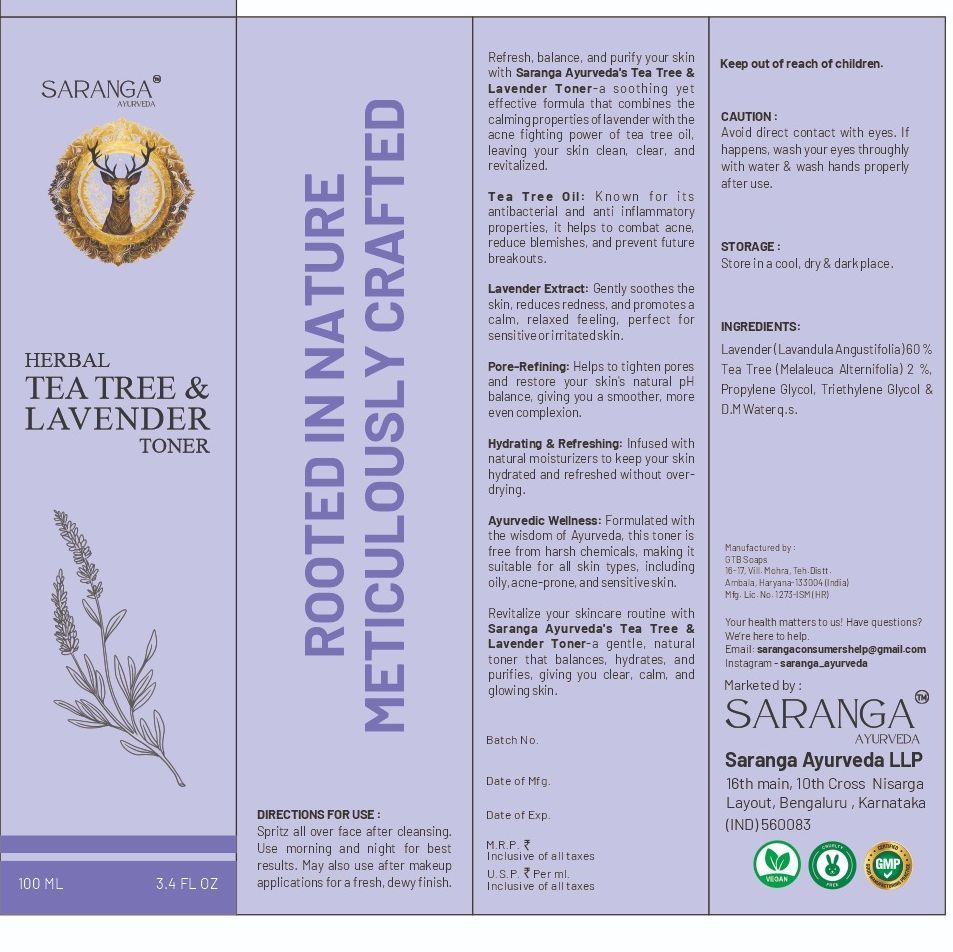 SARANGA TM
AYURVEDA
HERBAL
TEA TREE &
LAVENDER
TONER
100 ML
3.4 FL OZ
ROOTED IN NATURE
METICULOUSLY CRAFTED
DIRECTIONS FOR USE :
Spritz all over face after cleansing.
Use morning and night for best
results. May also use after makeup
applications for a fresh, dewy finish.
Refresh, balance, and purify your skin
with Saranga Ayurveda's Tea Tree &
Lavender Toner-a soothing yet
effective formula that combines the
calming properties of lavender with the
acne fighting power of tea tree oil,
leaving your skin clean, clear, and
revitalized.
Tea Tree Oil: Known for its
antibacterial and anti inflammatory
properties, it helps to combat acne,
reduce blemishes, and prevent future
breakouts.
Lavender Extract: Gently soothes the
skin, reduces redness, and promotes a
calm, relaxed feeling, perfect for
sensitive or irritated skin.
Pore-Refining: Helps to tighten pores
and restore your skin's natural pH
balance, giving you a smoother, more
even complexion.
Hydrating & Refreshing: Infused with
natural moisturizers to keep your skin
hydrated and refreshed without over-
drying.
Ayurvedic Wellness: Formulated with
the wisdom of Ayurveda, this toner is
free from harsh chemicals, making it
suitable for all skin types, including
oily, acne-prone, and sensitive skin.
Revitalize your skincare routine with
Saranga Ayurveda's Tea Tree &
Lavender Toner-a gentle, natural
toner that balances, hydrates, and
purifies, giving you clear, calm, and
glowing skin.
Batch No.
Date of Mfg.
Date of Exp.
M.R.P. ₹
Inclusive of all taxes
U.S.P. ₹ Per ml.
Inclusive of all taxes
Keep out of reach of children.
CAUTION :
Avoid direct contact with eyes. If
happens, wash your eyes throughly
with water & wash hands properly
after use.
STORAGE :
Store in a cool, dry & dark place.
INGREDIENTS:
Lavender (Lavandula Angustifolia) 60 %
Tea Tree (Melaleuca Alternifolia) 2 %,
Propylene Glycol, Triethylene Glycol &
D.M Water q.s.
Manufactured by :
GTB Soaps
16-17, Vill. Mohra, Teh. Distt.
Ambala, Haryana-133004 (India)
Mfg. Lic. No. 1273-ISM (HR)
Your health matters to us! Have questions?
We're here to help.
Email: sarangaconsumershelp@gmail.com
Instagram - saranga_ayurveda
Marketed by :
SARANGA TM
AYURVEDA
Saranga Ayurveda LLP
16th main, 10th Cross Nisarga
Layout, Bengaluru , Karnataka
(IND) 560083
VEGAN
CRUELTY
FREE
CERTIFIED
GMP
GOOD MANUFACTURING PRACTICE